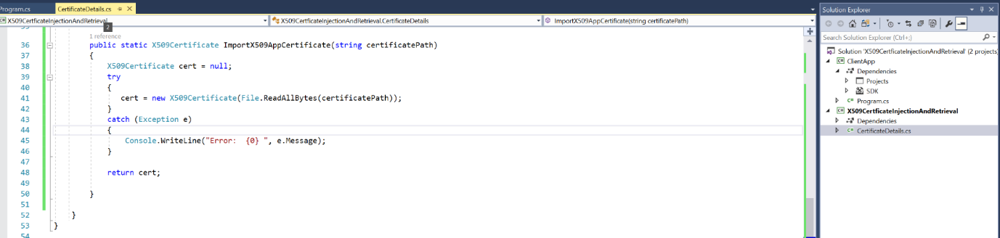 Program.cs
CertificateDetails.cs
X509CertficateInjectionAndRetrieval
X509CertficateInjectionAndRetrieval.CertificateDetails
ImportX509AppCertificate(string certificatePath)
2
35
1 reference
36 public static X509Certificate ImportX509AppCertificate(string certificatePath)
37 {
38 X509Certificate cert = null;
39 try
40 {
41 cert = new X509Certificate(File.ReadAllBytes(certificatePath));
42 }
43 catch (Exception e)
44 {
45 Console.WriteLine("Error:  {0} ", e.Message);
46 }
47
48 return cert;
49
50 }
51
52 }
53 }
54
Solution Explorer
Search Solution Explorer (Ctrl+;)
Solution 'X509CertficateInjectionAndRetrieval' (2 projects
C# ClientApp
Dependencies
Projects
SDK
C# Program.cs
C# X509CertficateInjectionAndRetrieval
Dependencies
C# CertificateDetails.cs